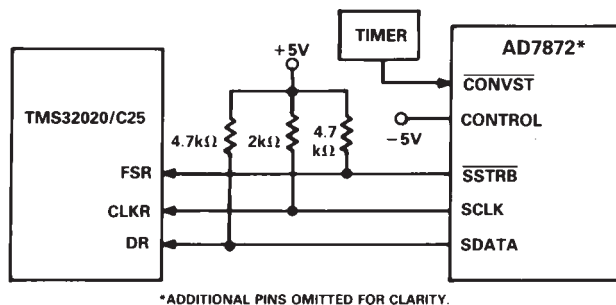 TIMER
AD7872*
+5V
CONVST
TMS32020/C25
CONTROL
4.7kΩ
2kΩ
4.7
kΩ
−5V
FSR
SSTRB
CLKR
SCLK
DR
SDATA
*ADDITIONAL PINS OMITTED FOR CLARITY.